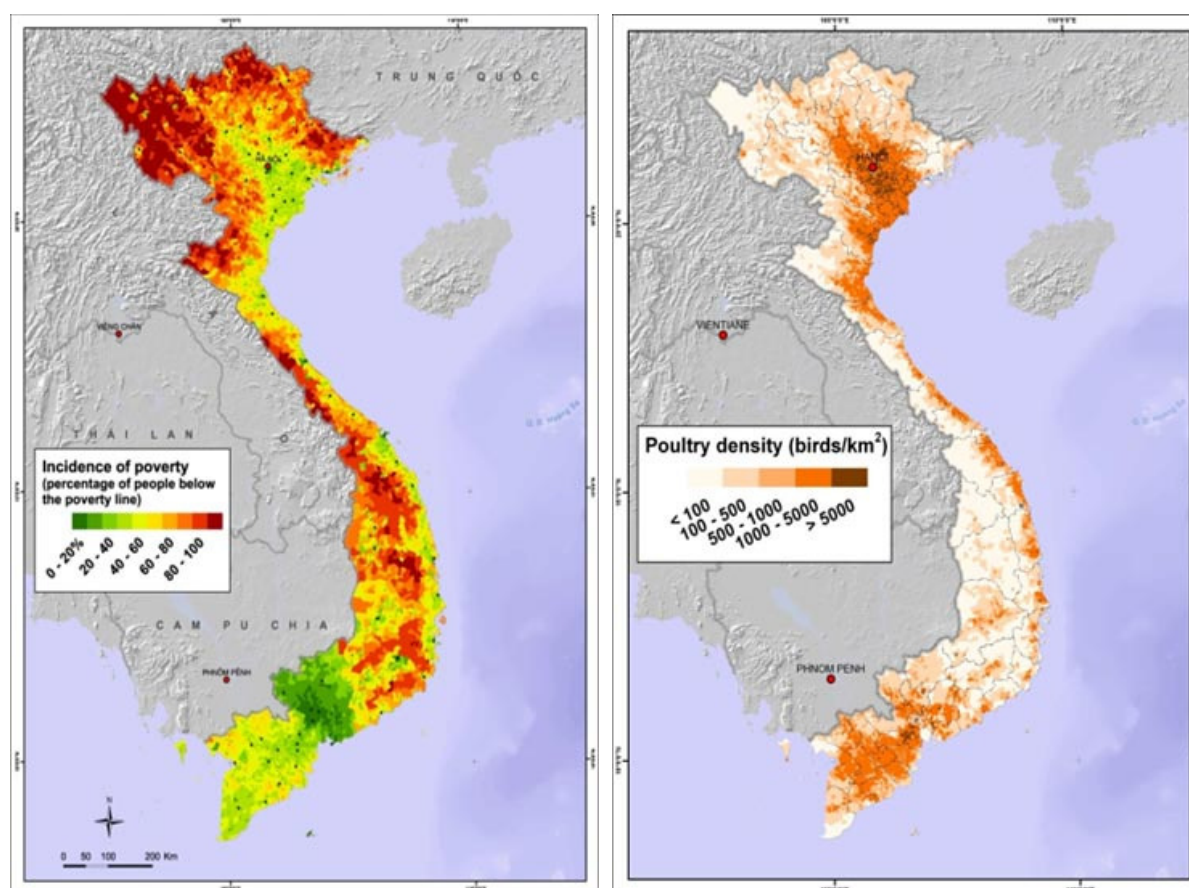 TRUNG QUỐC
HÀ NỘI
VIÊNG CHĂN
THÁI LAN
Incidence of poverty
(percentage of people below
the poverty line)
0 - 20%
20 - 40
40 - 60
60 - 80
80 - 100
CAM PU CHIA
PHNÔM PÊNH
N
0 50 100 200 Km
HANOI
VIENTIANE
Poultry density (birds/km²)
< 100
100 - 500
500 - 1000
1000 - 5000
> 5000
PHNOM PENH